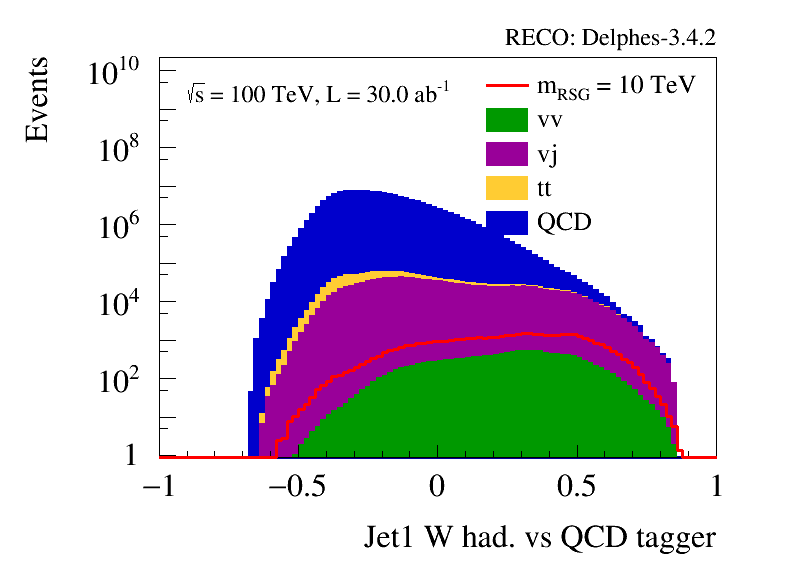 RECO: Delphes-3.4.2
Events
√s = 100 TeV, L = 30.0 ab⁻¹
m_RSG = 10 TeV
vv
vj
tt
QCD
10¹⁰
10⁸
10⁶
10⁴
10²
1
−1 −0.5 0 0.5 1
Jet1 W had. vs QCD tagger